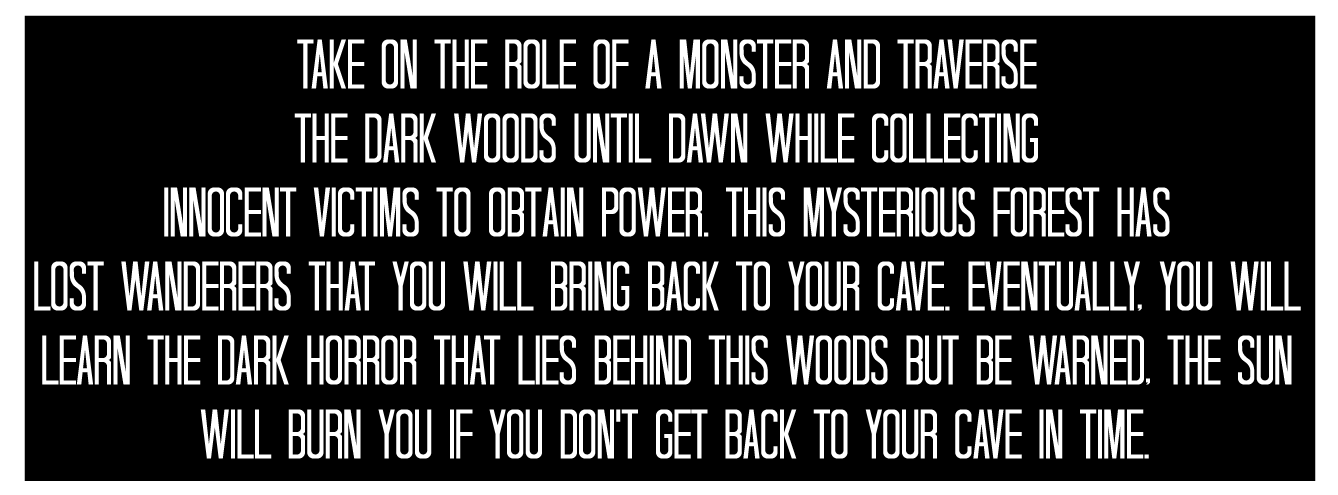 TAKE ON THE ROLE OF A MONSTER AND TRAVERSE
THE DARK WOODS UNTIL DAWN WHILE COLLECTING
INNOCENT VICTIMS TO OBTAIN POWER. THIS MYSTERIOUS FOREST HAS
LOST WANDERERS THAT YOU WILL BRING BACK TO YOUR CAVE. EVENTUALLY, YOU WILL
LEARN THE DARK HORROR THAT LIES BEHIND THIS WOODS BUT BE WARNED, THE SUN
WILL BURN YOU IF YOU DON'T GET BACK TO YOUR CAVE IN TIME.